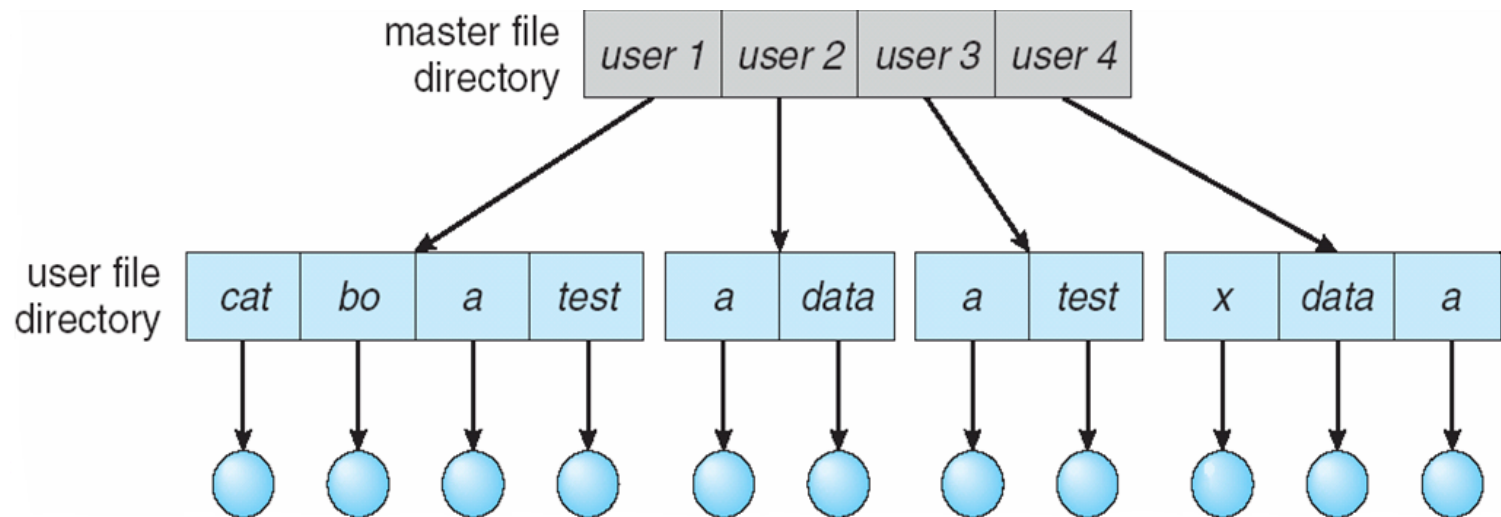 master file
directory
user 1 user 2 user 3 user 4
user file
directory
cat bo a test a data a test x data a